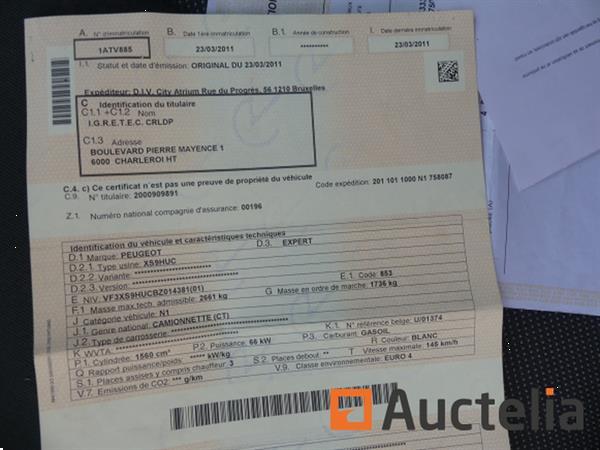 A. N° d'immatriculation B. Date 1ère immatriculation B.1. Année de construction I. Date immatriculation
1ATV885 23/03/2011 ********** 23/03/2011
I.1. Statut et date d'émission: ORIGINAL DU 23/03/2011
Expéditeur: D.I.V. City Atrium Rue du Progrès, 56 1210 Bruxelles
C Identification du titulaire
C1.1 +C1.2 Nom
I.G.RE.T.E.C. CRLDP
C1.3 Adresse
BOULEVARD PIERRE MAYENCE 1
6000 CHARLEROI HT
C.4. c) Ce certificat n'est pas une preuve de propriété du véhicule
C.9. N° titulaire: 2000909891 Code expédition: 201 101 1000 N1 758087
Z.1. Numéro national compagnie d'assurance: 00196
Identification du véhicule et caractéristiques techniques
D.1 Marque: PEUGEOT D.3. EXPERT
D.2.1 Type usine: XS9HUC
D.2.2 Variante:
D.2.3. Version: E.1. Code: 853
E NIV: VF3XS9HUCBZ014381(01)
F.1 Masse max.tech. admissible: 2661 kg G Masse en ordre de marche: 1736 kg
J Catégorie véhicule: N1
J.1. Genre national: CAMIONNETTE (CT) K.1. N° référence belge: U/01374
J.2. Type de carrosserie: P.3. Carburant: GASOIL
K WVTA: P.2. Puissance: 66 kW R Couleur: BLANC
P.1. Cylindrée: 1560 cm³ T Vitesse maximale: 145 km/h
Q Rapport puissance/poids: ***** kW/kg S.2. Places debout: **
S.1. Places assises y compris chauffeur: 3 V.9. Classe environnementale: EURO 4
V.7. Emissions de CO2: *** g/km
Auctelia